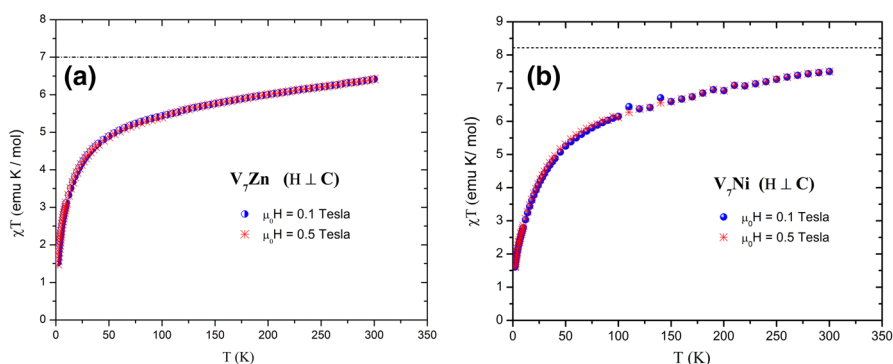 (a)
χT (emu K / mol)
8
7
6
5
4
3
2
1
0
V₇Zn (H ⊥ C)
μ₀H = 0.1 Tesla
μ₀H = 0.5 Tesla
0 50 100 150 200 250 300 350
T (K)
(b)
χT (emu K / mol)
9
8
7
6
5
4
3
2
1
0
V₇Ni (H ⊥ C)
μ₀H = 0.1 Tesla
μ₀H = 0.5 Tesla
0 50 100 150 200 250 300 350
T (K)